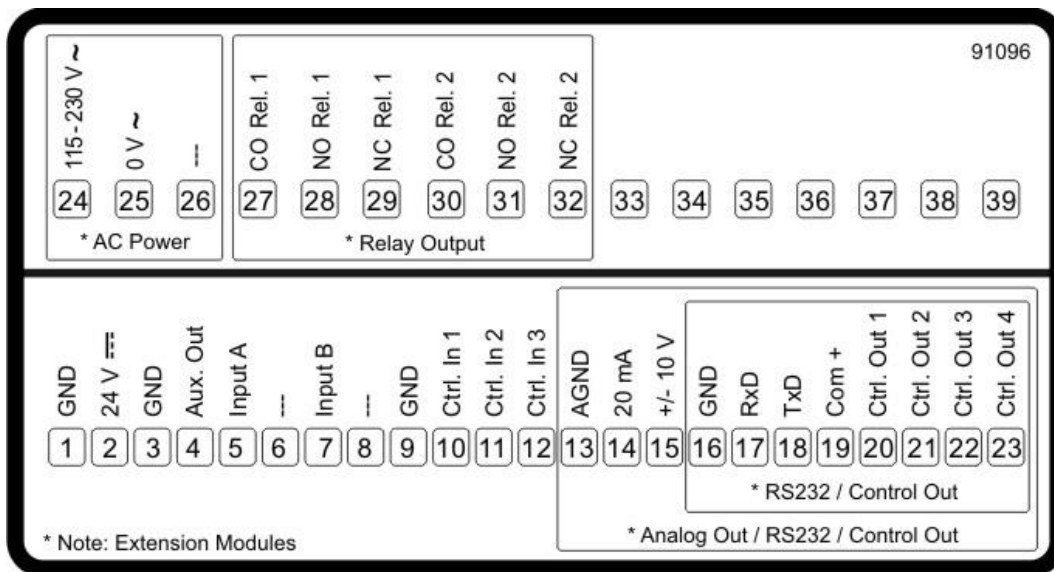 91096
115-230 V ~
0 V ~
---
CO Rel. 1
NO Rel. 1
NC Rel. 1
CO Rel. 2
NO Rel. 2
NC Rel. 2
24 25 26 27 28 29 30 31 32 33 34 35 36 37 38 39
* AC Power
* Relay Output
GND
24 V
GND
Aux. Out
Input A
---
Input B
---
GND
Ctrl. In 1
Ctrl. In 2
Ctrl. In 3
AGND
20 mA
+/- 10 V
GND
RxD
TxD
Com +
Ctrl. Out 1
Ctrl. Out 2
Ctrl. Out 3
Ctrl. Out 4
1 2 3 4 5 6 7 8 9 10 11 12 13 14 15 16 17 18 19 20 21 22 23
* RS232 / Control Out
* Analog Out / RS232 / Control Out
* Note: Extension Modules